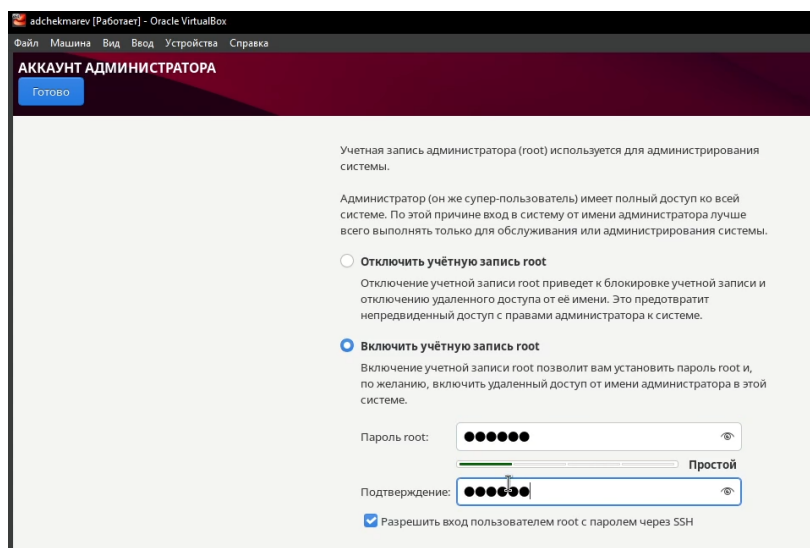 adchekmarev [Работает] - Oracle VirtualBox
Файл Машина Вид Ввод Устройства Справка
АККАУНТ АДМИНИСТРАТОРА
Готово
Учетная запись администратора (root) используется для администрирования
системы.
Администратор (он же супер-пользователь) имеет полный доступ ко всей
системе. По этой причине вход в систему от имени администратора лучше
всего выполнять только для обслуживания или администрирования системы.
Отключить учётную запись root
Отключение учетной записи root приведет к блокировке учетной записи и
отключению удаленного доступа от её имени. Это предотвратит
непредвиденный доступ с правами администратора к системе.
Включить учётную запись root
Включение учетной записи root позволит вам установить пароль root и,
по желанию, включить удаленный доступ от имени администратора в этой
системе.
Пароль root: ●●●●●●
Простой
Подтверждение: ●●●●●●
Разрешить вход пользователем root с паролем через SSH